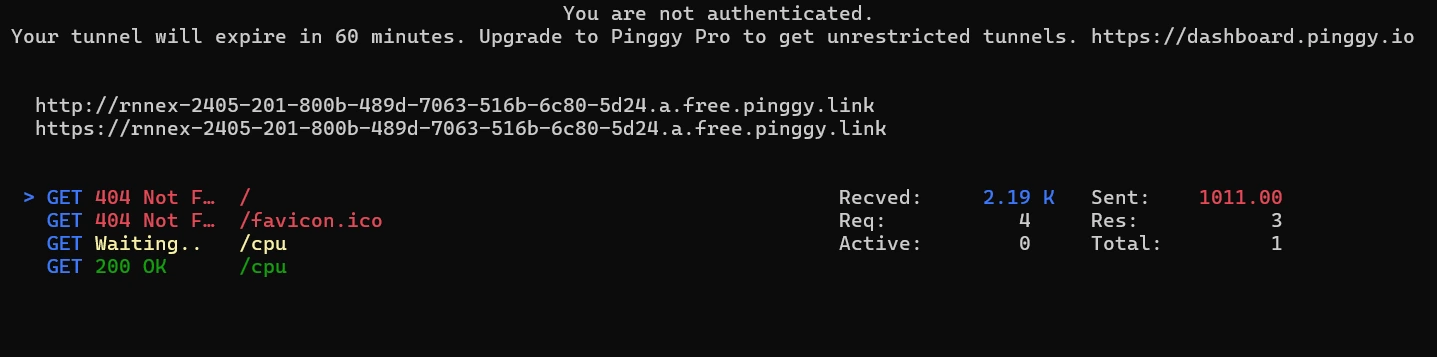 You are not authenticated.
Your tunnel will expire in 60 minutes. Upgrade to Pinggy Pro to get unrestricted tunnels. https://dashboard.pinggy.io
http://rnnex-2405-201-800b-489d-7063-516b-6c80-5d24.a.free.pinggy.link
https://rnnex-2405-201-800b-489d-7063-516b-6c80-5d24.a.free.pinggy.link
> GET 404 Not F… / Recved: 2.19 K Sent: 1011.00
GET 404 Not F… /favicon.ico Req: 4 Res: 3
GET Waiting.. /cpu Active: 0 Total: 1
GET 200 OK /cpu